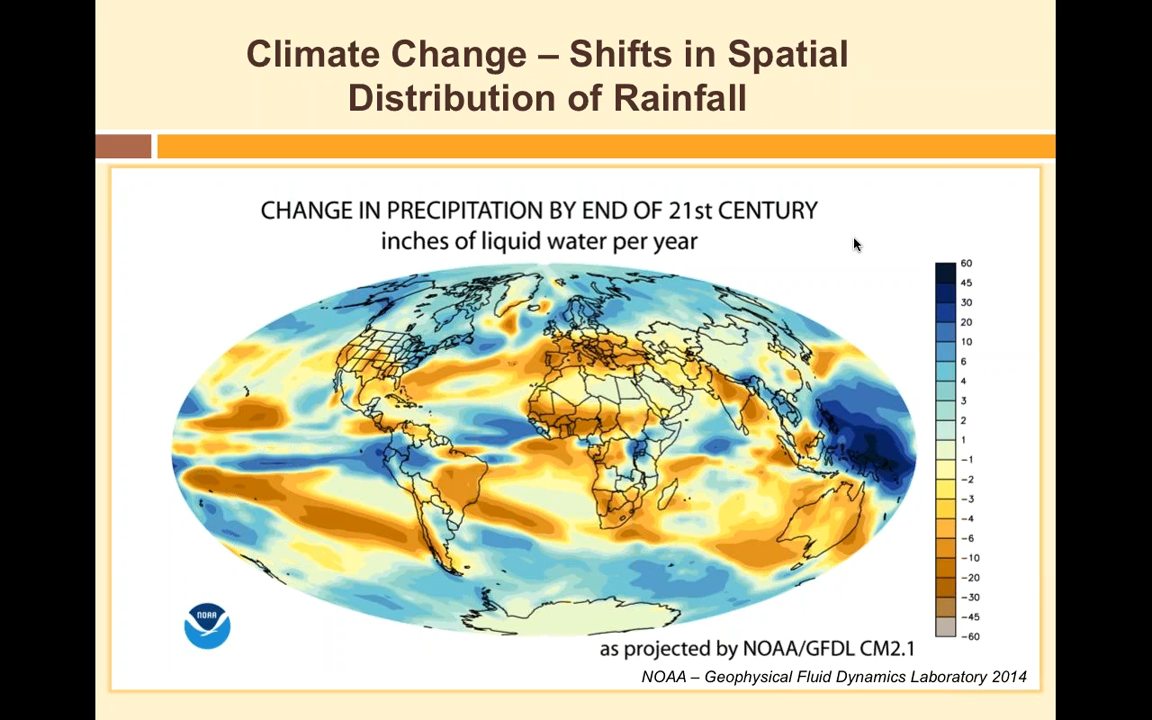 Climate Change – Shifts in Spatial
Distribution of Rainfall
CHANGE IN PRECIPITATION BY END OF 21st CENTURY
inches of liquid water per year
60
45
30
20
10
6
4
3
2
1
−1
−2
−3
−4
−6
−10
−20
−30
−45
−60
NOAA
as projected by NOAA/GFDL CM2.1
NOAA – Geophysical Fluid Dynamics Laboratory 2014